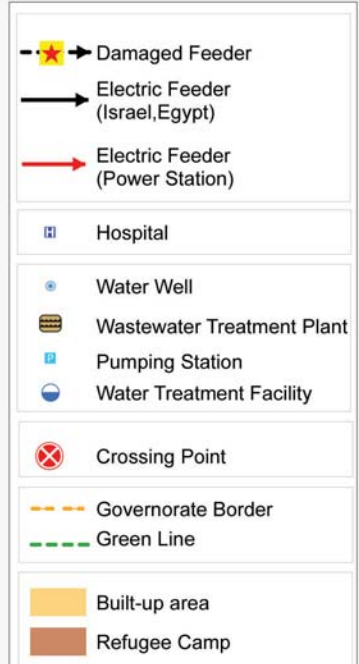 Damaged Feeder
Electric Feeder
(Israel,Egypt)
Electric Feeder
(Power Station)
H Hospital
Water Well
Wastewater Treatment Plant
P Pumping Station
Water Treatment Facility
Crossing Point
Governorate Border
Green Line
Built-up area
Refugee Camp